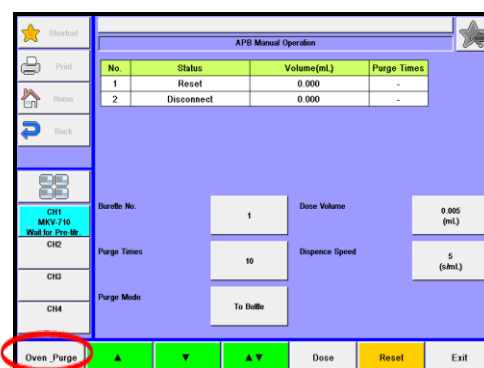 Shortcut
APB Manual Operation
Print
No. Status Volume(mL) Purge Times
1 Reset 0.000 -
2 Disconnect 0.000 -
Home
Back
CH1
MKV-710
Wait for Pre-titr.
CH2
CH3
CH4
Burette No. 1 Dose Volume 0.005
(mL)
Purge Times 10 Dispence Speed 5
(s/mL)
Purge Mode To Bottle
Oven _Purge ▲ ▼ ▲▼ Dose Reset Exit